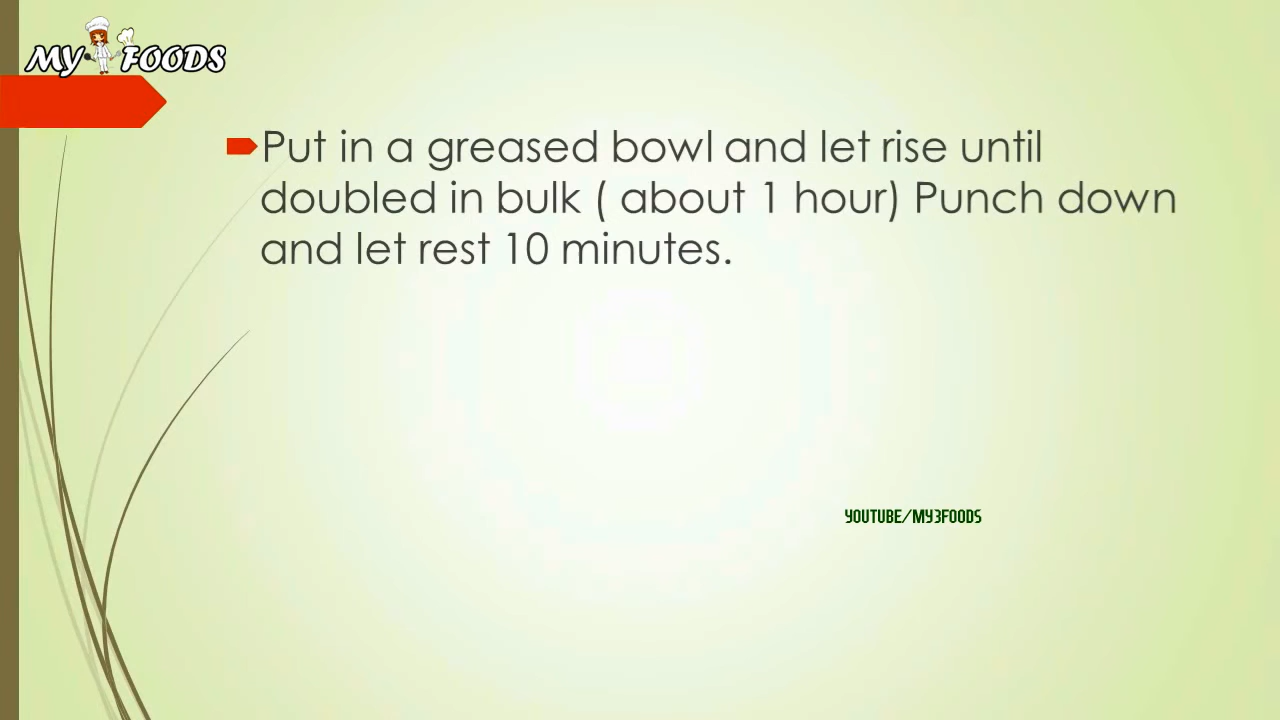 MY FOODS
Put in a greased bowl and let rise until
doubled in bulk ( about 1 hour) Punch down
and let rest 10 minutes.
YOUTUBE/MY3FOODS